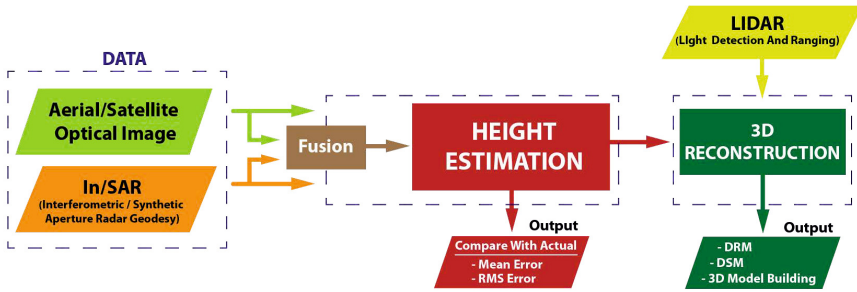 DATA
Aerial/Satellite
Optical Image
In/SAR
(Interferometric / Synthetic
Aperture Radar Geodesy)
Fusion
HEIGHT
ESTIMATION
Output
Compare With Actual
- Mean Error
- RMS Error
LIDAR
(LIght Detection And Ranging)
3D
RECONSTRUCTION
Output
- DRM
- DSM
- 3D Model Building